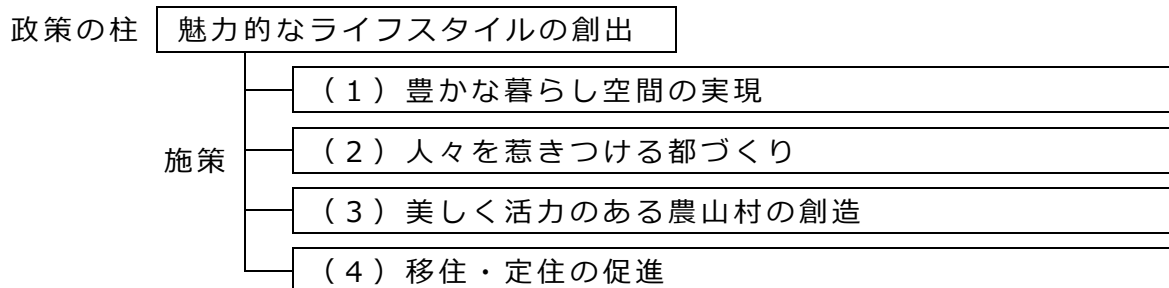 政策の柱 魅力的なライフスタイルの創出
（１）豊かな暮らし空間の実現
施策
（２）人々を惹きつける都づくり
（３）美しく活力のある農山村の創造
（４）移住・定住の促進